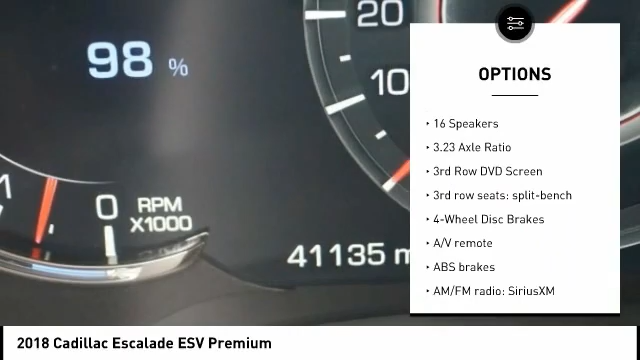 98 %
20
10
1
0
RPM
X1000
41135 m
OPTIONS
• 16 Speakers
• 3.23 Axle Ratio
• 3rd Row DVD Screen
• 3rd row seats: split-bench
• 4-Wheel Disc Brakes
• A/V remote
• ABS brakes
• AM/FM radio: SiriusXM
2018 Cadillac Escalade ESV Premium